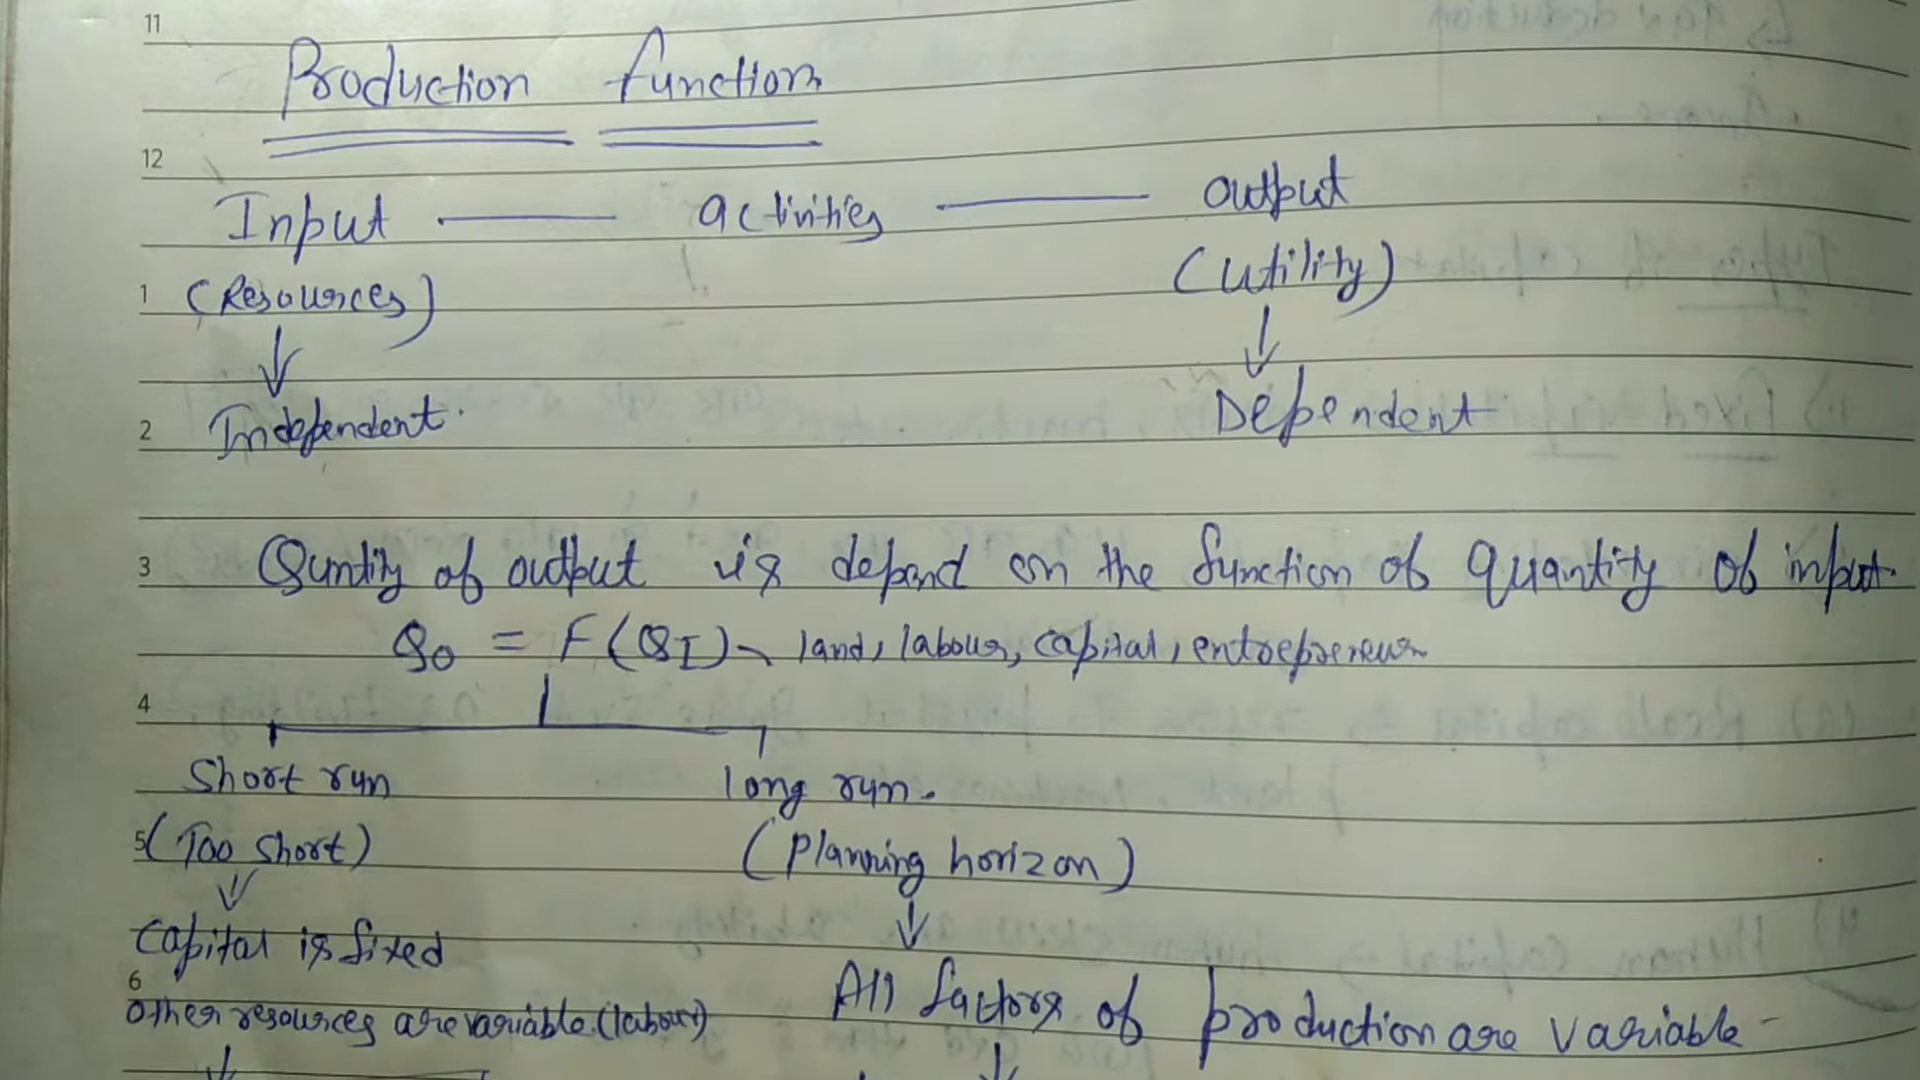 11
Production function
12
Input — activities — output
(Resources) (Utility)
1
↓ ↓
2
Independent. Dependent
3
Quntity of output is depend on the function of quantity of input.
Qo = F(QI) land, labour, capital, entrepreneur
4
Short run long run.
5
(Too short) (Planning horizon)
↓ ↓
Capital is fixed
6
other resources are variable (labour) All factors of production are variable -